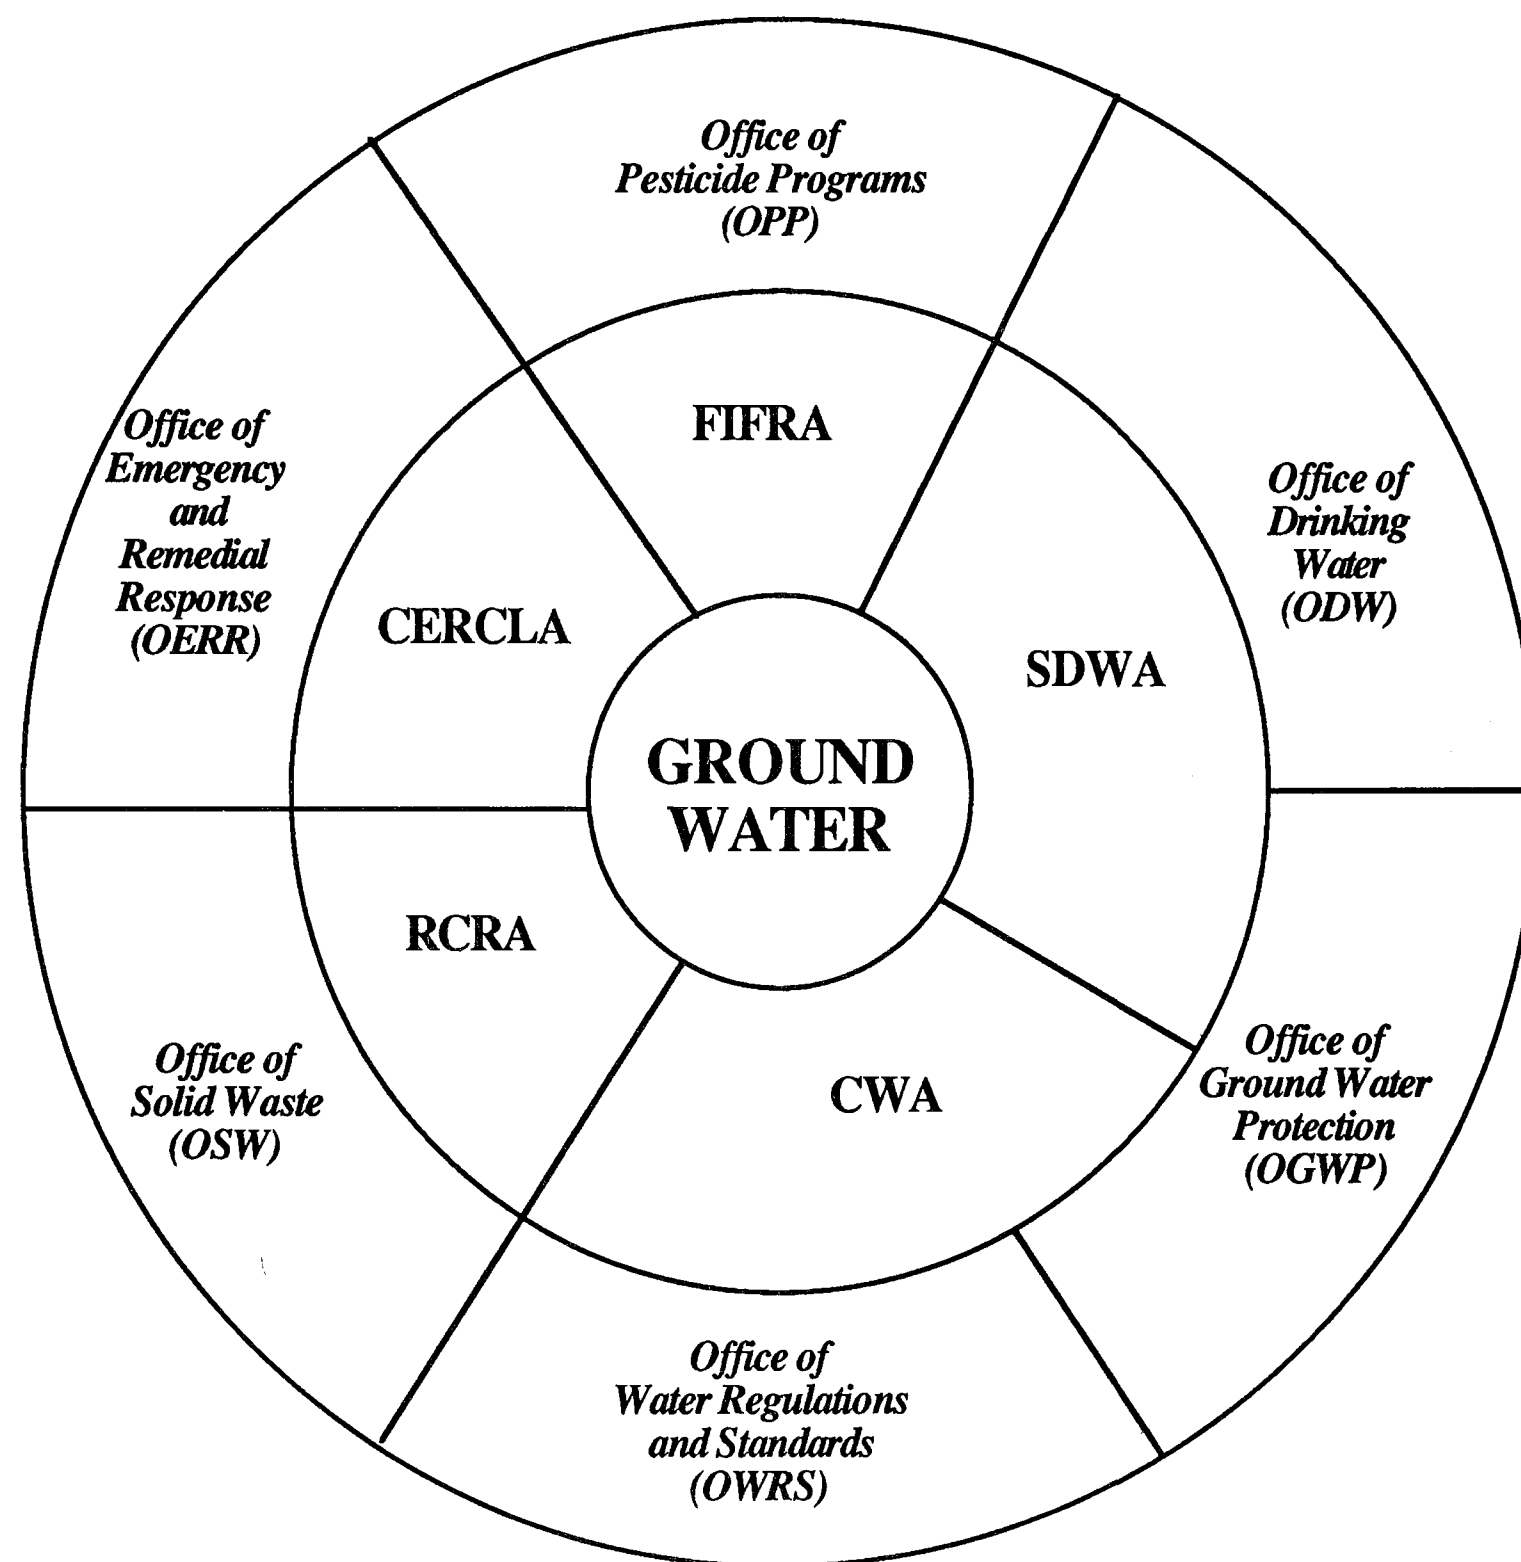 Office of
Pesticide Programs
(OPP)
FIFRA
Office of
Emergency
and
Remedial
Response
(OERR)
CERCLA
Office of
Drinking
Water
(ODW)
SDWA
GROUND
WATER
RCRA
CWA
Office of
Solid Waste
(OSW)
Office of
Ground Water
Protection
(OGWP)
Office of
Water Regulations
and Standards
(OWRS)